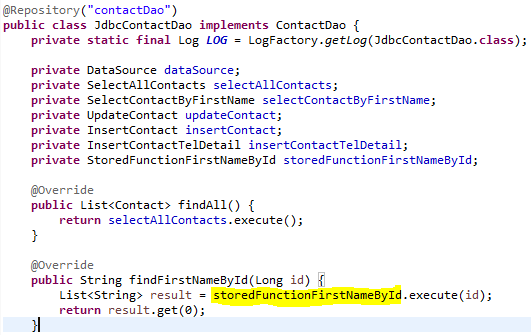 @Repository("contactDao")
public class JdbcContactDao implements ContactDao {
private static final Log LOG = LogFactory.getLog(JdbcContactDao.class);
private DataSource dataSource;
private SelectAllContacts selectAllContacts;
private SelectContactByFirstName selectContactByFirstName;
private UpdateContact updateContact;
private InsertContact insertContact;
private InsertContactTelDetail insertContactTelDetail;
private StoredFunctionFirstNameById storedFunctionFirstNameById;
@Override
public List<Contact> findAll() {
return selectAllContacts.execute();
}
@Override
public String findFirstNameById(Long id) {
List<String> result = storedFunctionFirstNameById.execute(id);
return result.get(0);
}